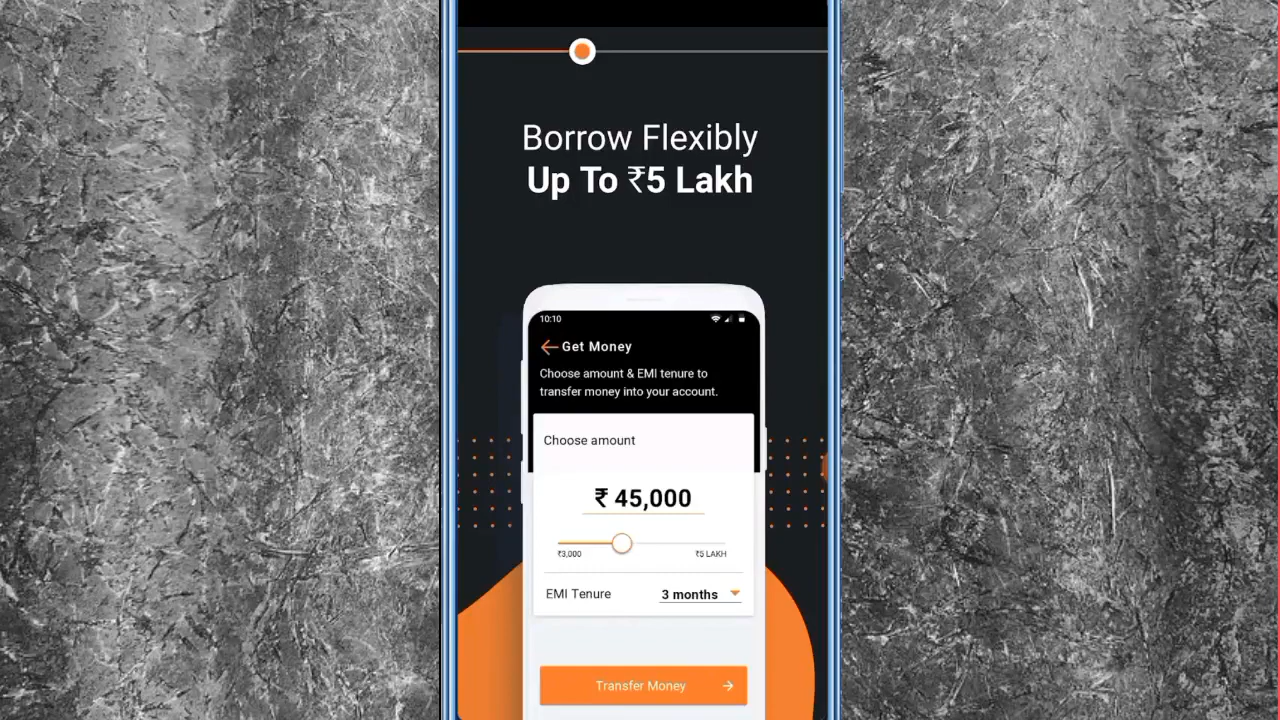 Borrow Flexibly
Up To ₹5 Lakh
10:10
Get Money
Choose amount & EMI tenure to
transfer money into your account.
Choose amount
₹ 45,000
₹3,000
₹5 LAKH
EMI Tenure
3 months
Transfer Money